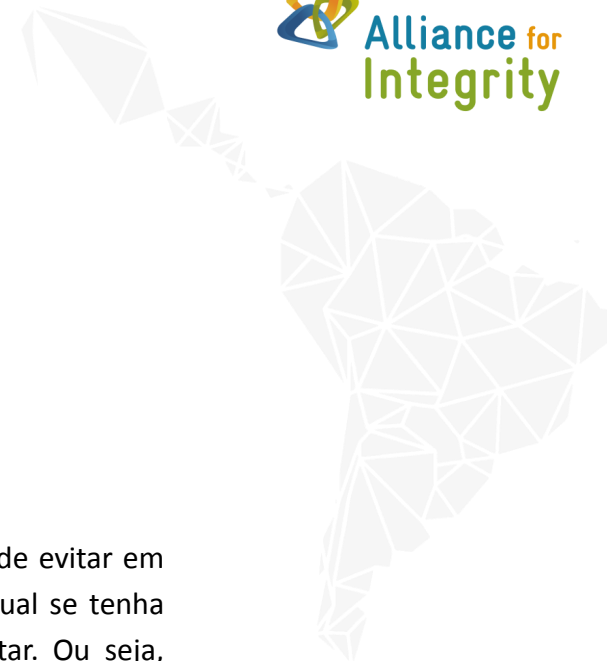 Alliance for
Integrity
de evitar em
ual se tenha
tar. Ou seja,